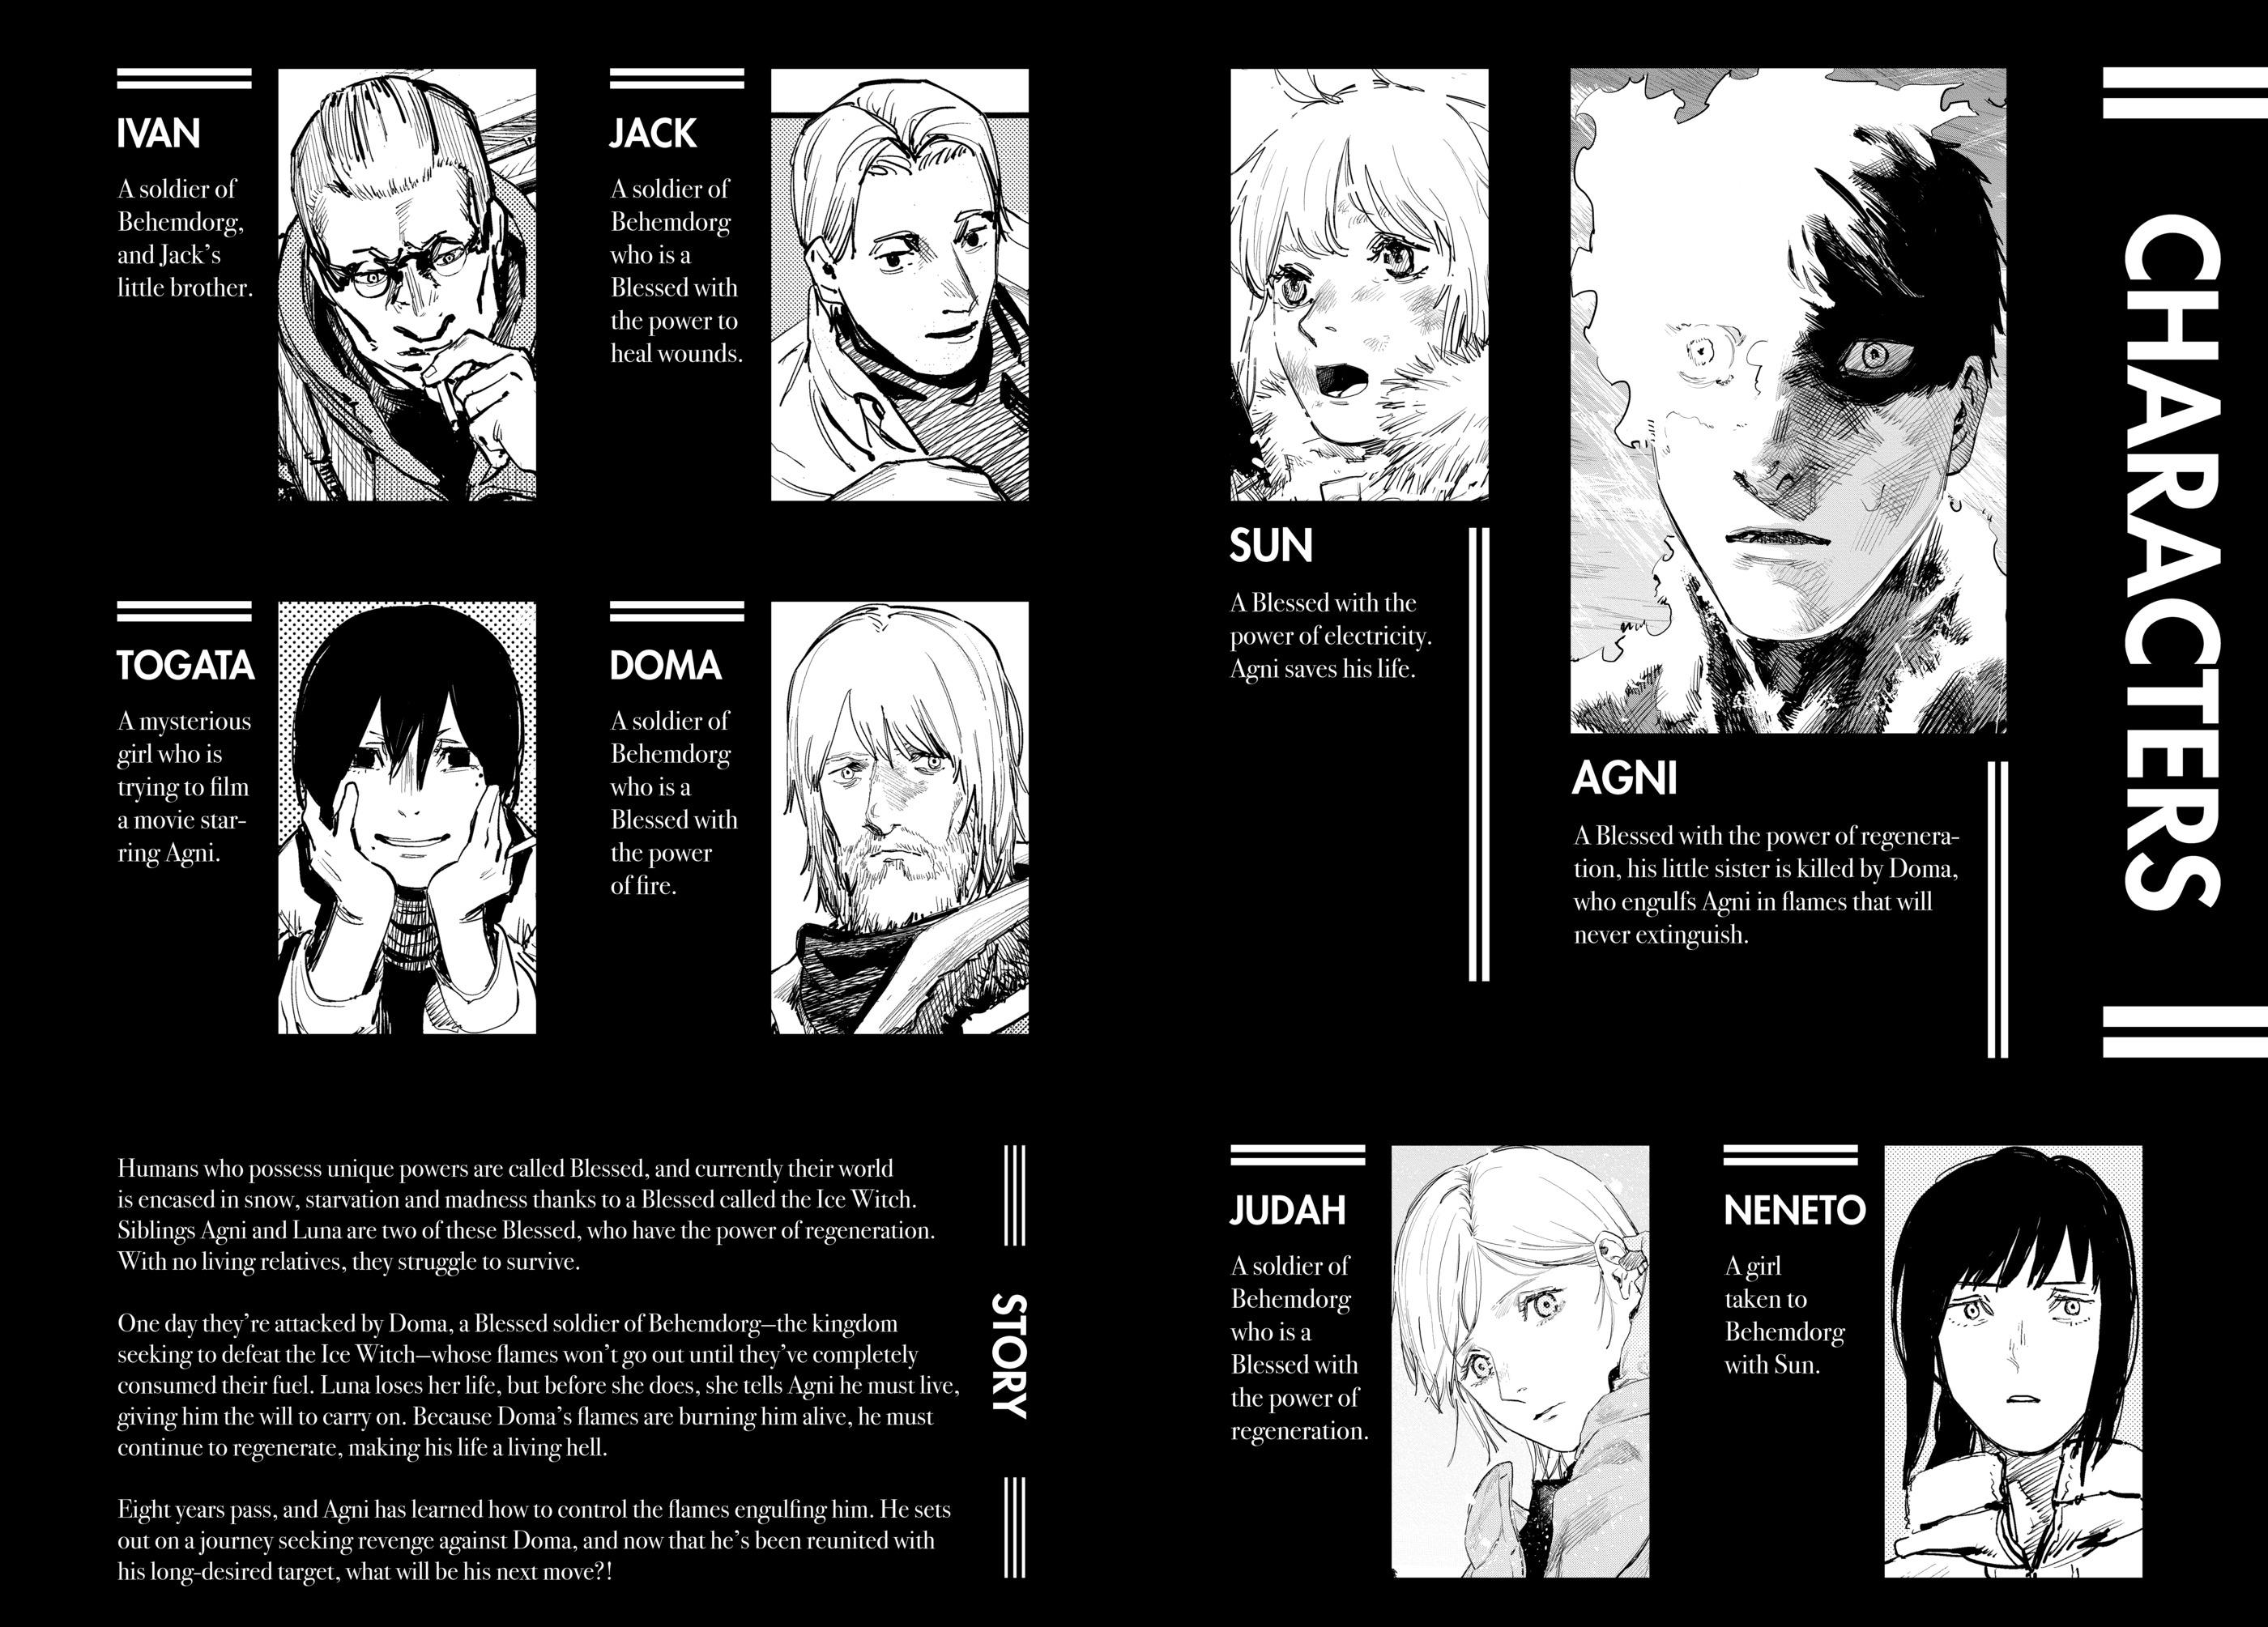 CHARACTERS
AGNI
A Blessed with the power of regenera-
tion, his little sister is killed by Doma,
who engulfs Agni in flames that will
never extinguish.
SUN
A Blessed with the
power of electricity.
Agni saves his life.
NENETO
A girl
taken to
Behemdorg
with Sun.
JUDAH
A soldier of
Behemdorg
who is a
Blessed with
the power of
regeneration.
JACK
A soldier of
Behemdorg
who is a
Blessed with
the power to
heal wounds.
IVAN
A soldier of
Behemdorg,
and Jack’s
little brother.
DOMA
A soldier of
Behemdorg
who is a
Blessed with
the power
of fire.
TOGATA
A mysterious
girl who is
trying to film
a movie star-
ring Agni.
STORY
Humans who possess unique powers are called Blessed, and currently their world
is encased in snow, starvation and madness thanks to a Blessed called the Ice Witch.
Siblings Agni and Luna are two of these Blessed, who have the power of regeneration.
With no living relatives, they struggle to survive.
One day they’re attacked by Doma, a Blessed soldier of Behemdorg—the kingdom
seeking to defeat the Ice Witch—whose flames won’t go out until they’ve completely
consumed their fuel. Luna loses her life, but before she does, she tells Agni he must live,
giving him the will to carry on. Because Doma’s flames are burning him alive, he must
continue to regenerate, making his life a living hell.
Eight years pass, and Agni has learned how to control the flames engulfing him. He sets
out on a journey seeking revenge against Doma, and now that he’s been reunited with
his long-desired target, what will be his next move?!